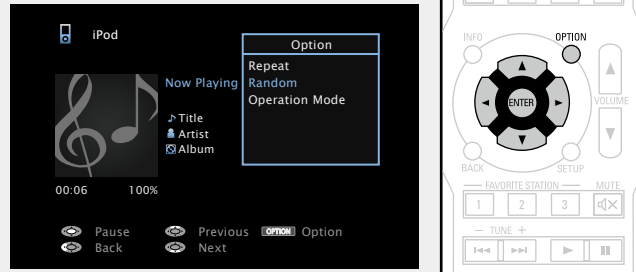 iPod
Option
Repeat
Random
Operation Mode
Now Playing
Title
Artist
Album
00:06 100%
Pause Previous OPTION Option
Back Next
INFO OPTION
ENTER
VOLUME
BACK SETUP
FAVORITE STATION MUTE
1 2 3
— TUNE +